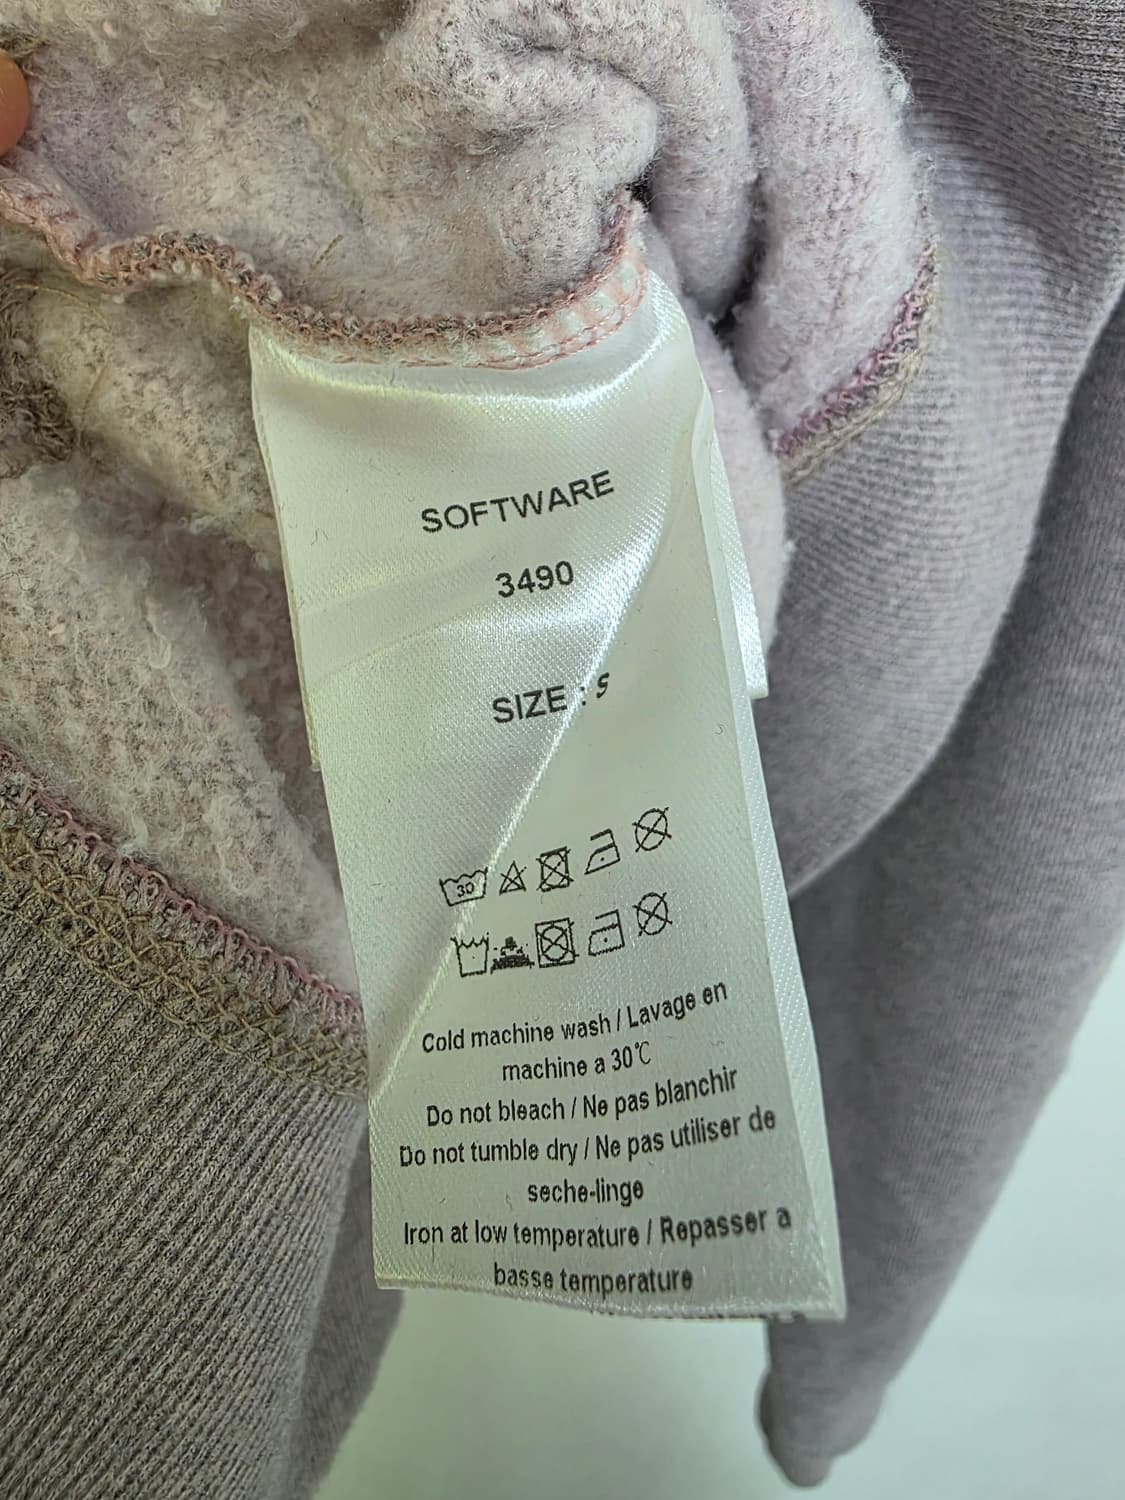 SOFTWARE
3490
SIZE : S
30
Cold machine wash / Lavage en
machine a 30℃
Do not bleach / Ne pas blanchir
Do not tumble dry / Ne pas utiliser de
seche-linge
Iron at low temperature / Repasser a
basse temperature